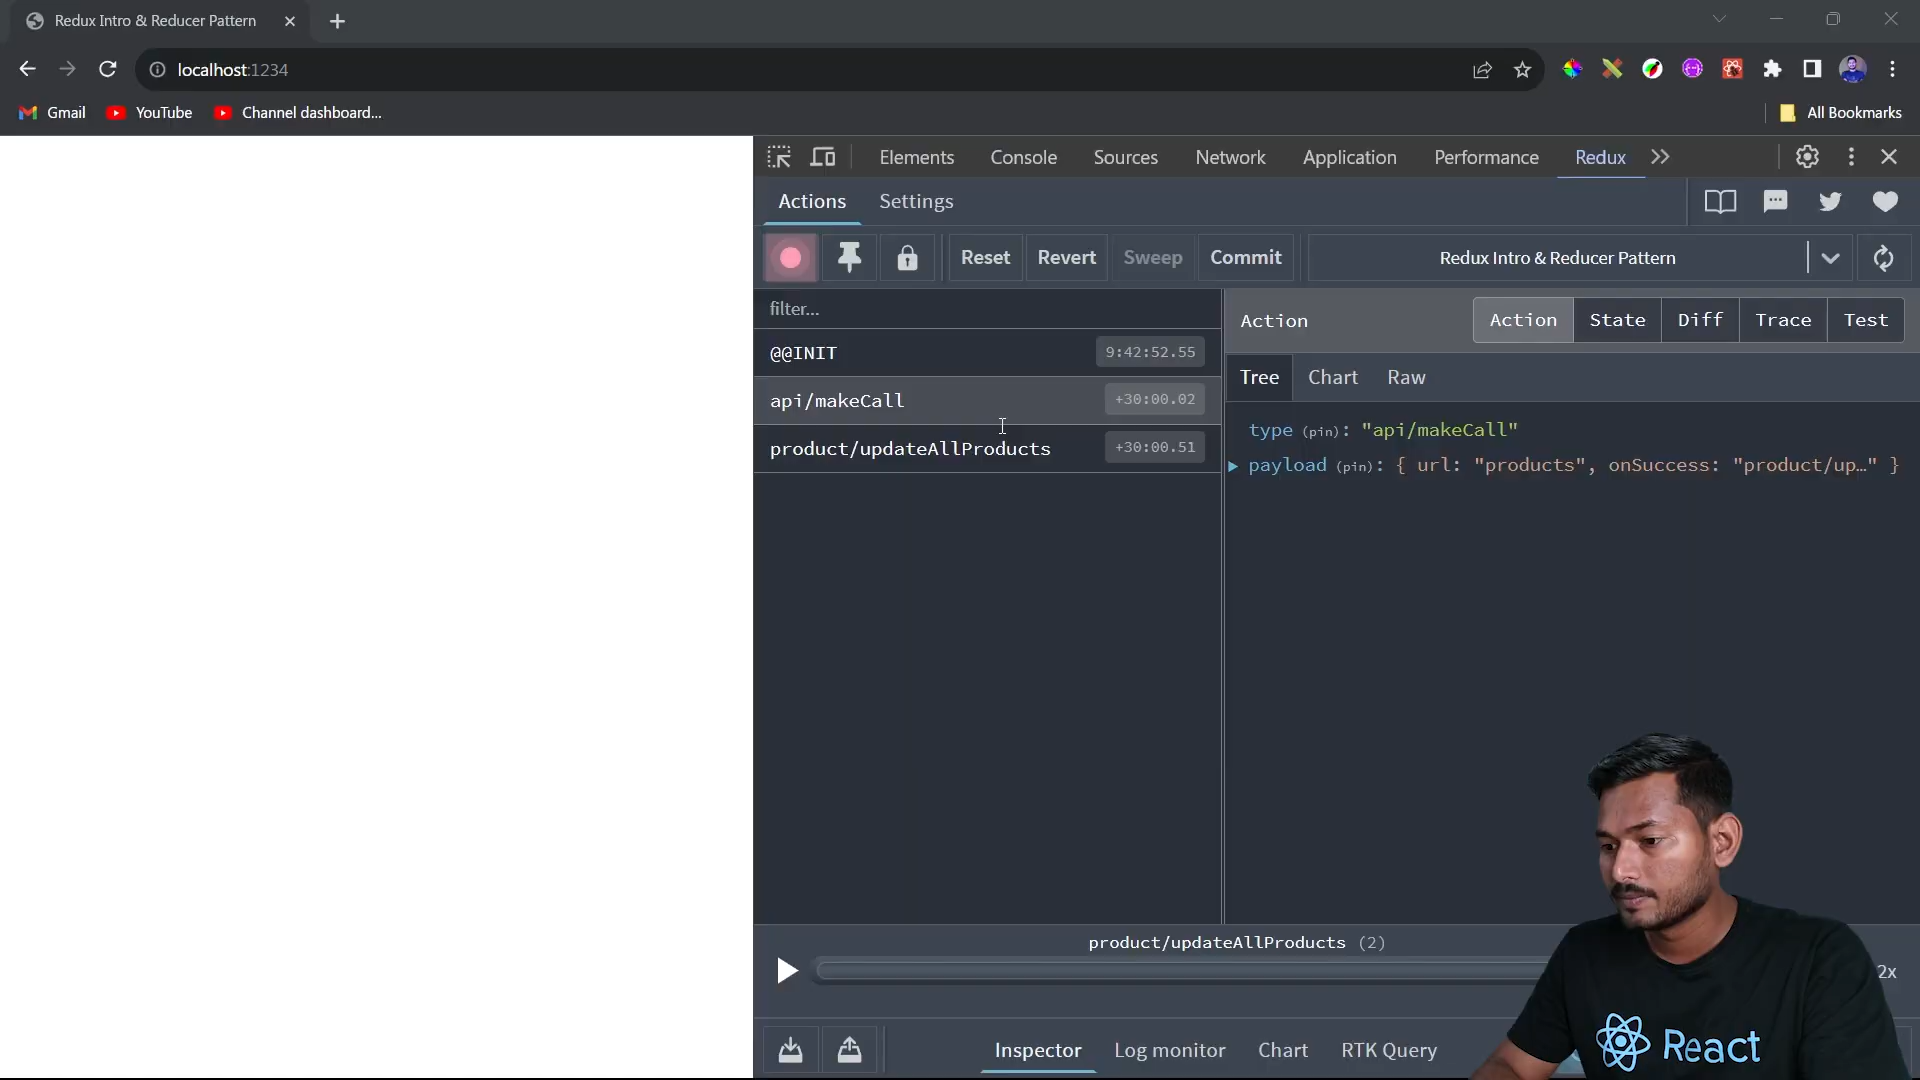 Redux Intro & Reducer Pattern
localhost:1234
Gmail YouTube Channel dashboard... All Bookmarks
Elements Console Sources Network Application Performance Redux
Actions Settings
Reset Revert Sweep Commit Redux Intro & Reducer Pattern
filter...
@@INIT 9:42:52.55
api/makeCall +30:00.02
product/updateAllProducts +30:00.51
Action Action State Diff Trace Test
Tree Chart Raw
type (pin): "api/makeCall"
payload (pin): { url: "products", onSuccess: "product/up…" }
product/updateAllProducts (2)
2x
Inspector Log monitor Chart RTK Query
React